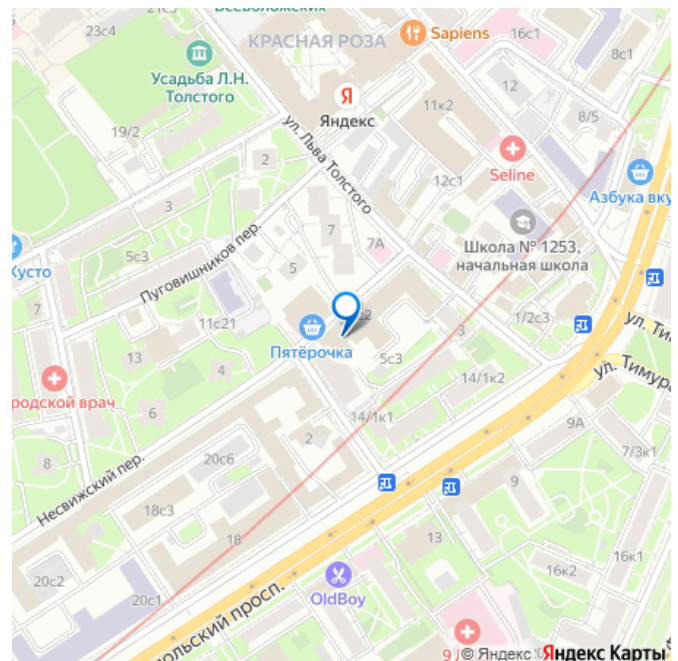 Всеволожских
23с4
КРАСНАЯ РОЗА
Sapiens
16с1
8с1
Усадьба Л.Н.
Толстого
Я
Яндекс
12
11к2
8/5
19/2
ул. Льва Толстого
2
Seline
12с1
Азбука вку
3
7
Школа № 1253,
начальная школа
7А
5с3
Пуговишников пер.
5
Кусто
7
11с21
1/2с3
ул. Ти
Пятёрочка
3
13
4
5с3
ул. Тимура
14/1к2
родской врач
6
14/1к1
9А
2
7/3к1
8
20с6
Несвижский пер.
9
18с3
18
13
16к1
16к2
20с2
20с1
OldBoy
вольский просп.
9
© Яндекс
Яндекс Карты